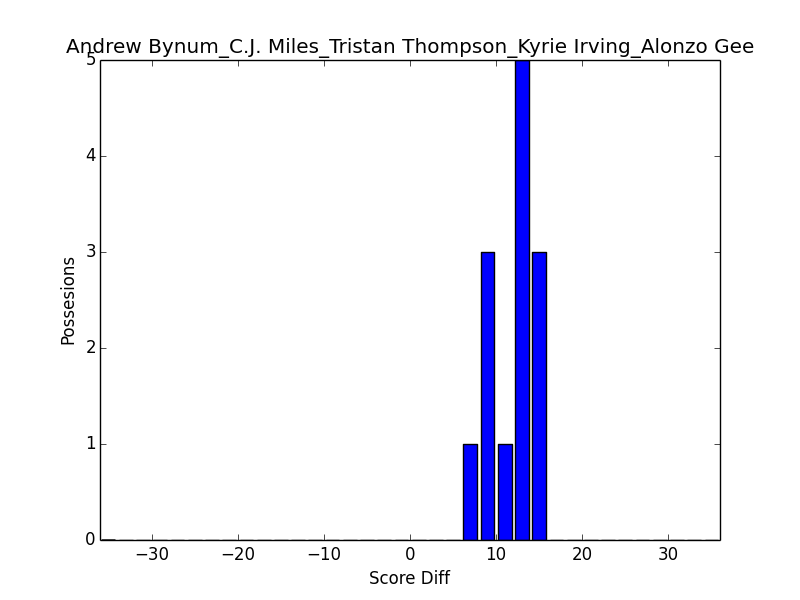 Andrew Bynum_C.J. Miles_Tristan Thompson_Kyrie Irving_Alonzo Gee
5
4
3
2
1
0
Possesions
−30 −20 −10 0 10 20 30
Score Diff